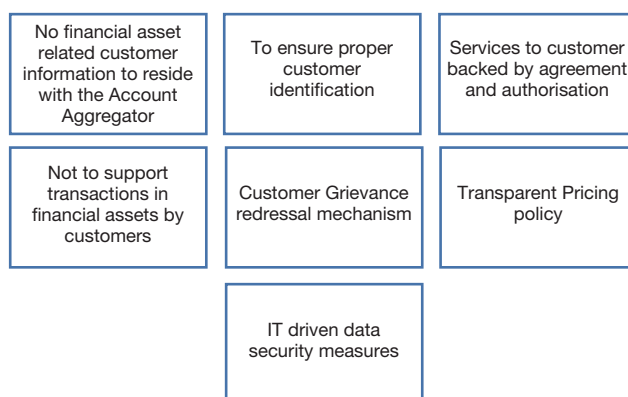 No financial asset
related customer
information to reside
with the Account
Aggregator
To ensure proper
customer
identification
Services to customer
backed by agreement
and authorisation
Not to support
transactions in
financial assets by
customers
Customer Grievance
redressal mechanism
Transparent Pricing
policy
IT driven data
security measures